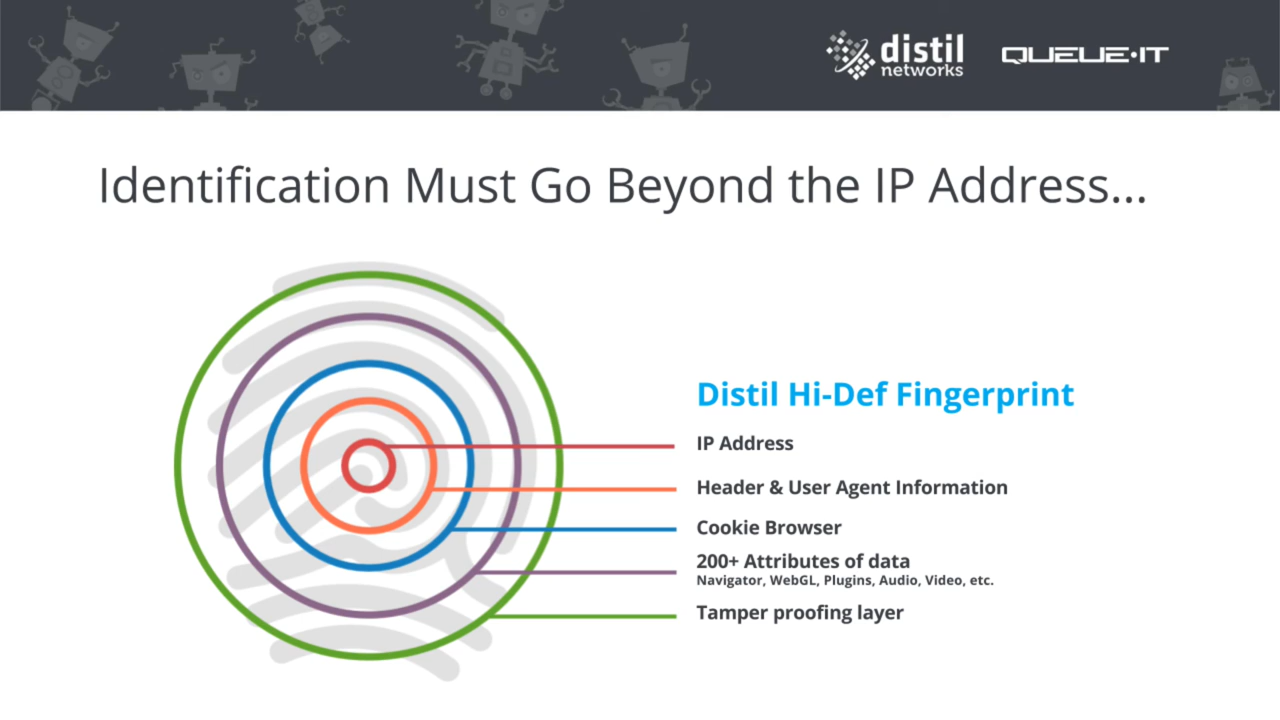 distil
networks
QUEUE•IT
Identification Must Go Beyond the IP Address...
Distil Hi-Def Fingerprint
IP Address
Header & User Agent Information
Cookie Browser
200+ Attributes of data
Navigator, WebGL, Plugins, Audio, Video, etc.
Tamper proofing layer